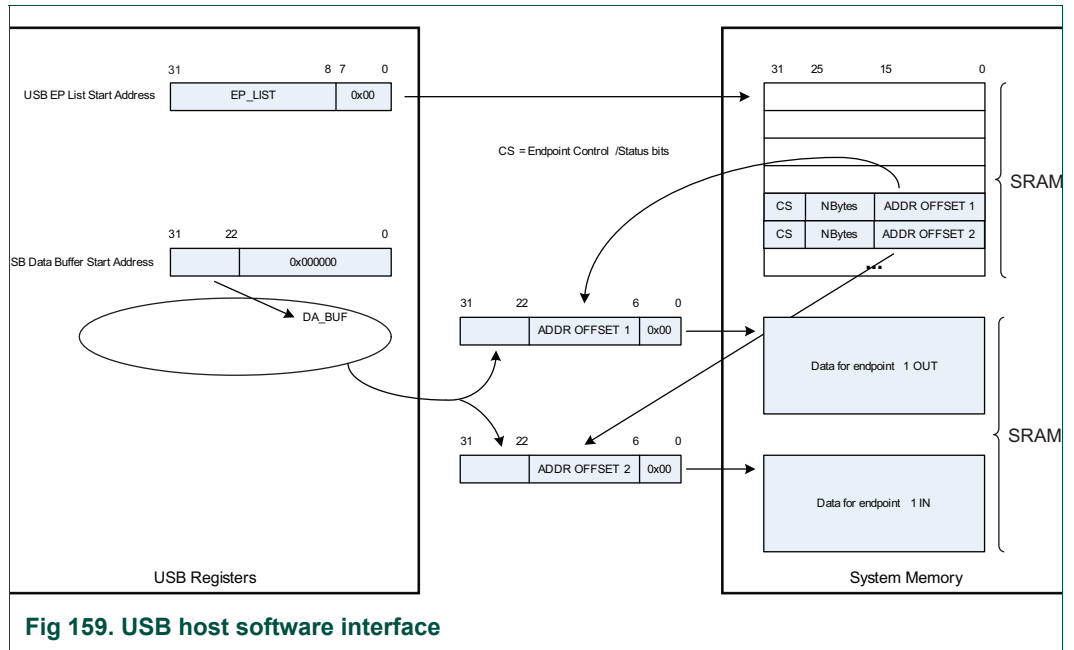 31 8 7 0
USB EP List Start Address EP_LIST 0x00
31 25 15 0
CS = Endpoint Control /Status bits
SRAM
CS NBytes ADDR OFFSET 1
CS NBytes ADDR OFFSET 2
...
31 22 0
SB Data Buffer Start Address 0x000000
DA_BUF
31 22 6 0
ADDR OFFSET 1 0x00
Data for endpoint 1 OUT
SRAM
31 22 6 0
ADDR OFFSET 2 0x00
Data for endpoint 1 IN
USB Registers
System Memory
Fig 159. USB host software interface